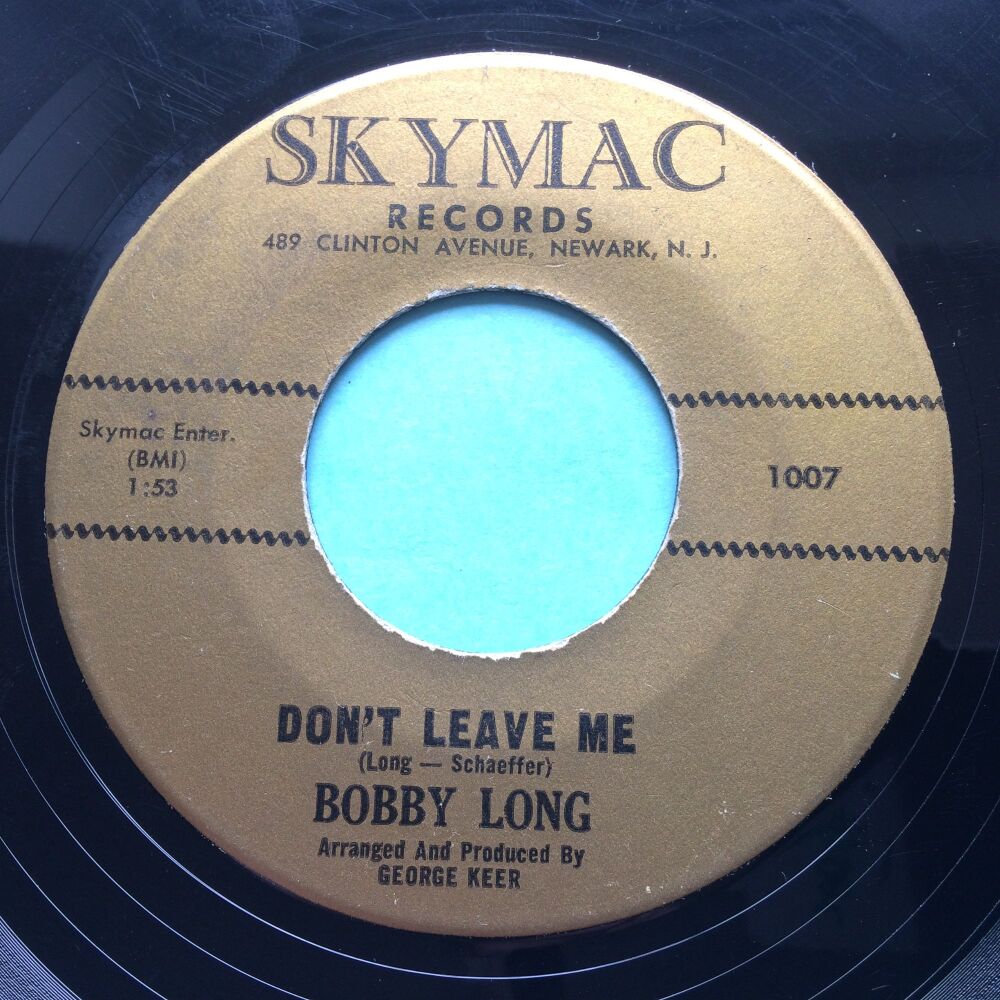 SKYMAC
RECORDS
489 CLINTON AVENUE, NEWARK, N. J.
Skymac Enter.
(BMI)
1:53
1007
DON'T LEAVE ME
(Long — Schaeffer)
BOBBY LONG
Arranged And Produced By
GEORGE KEER